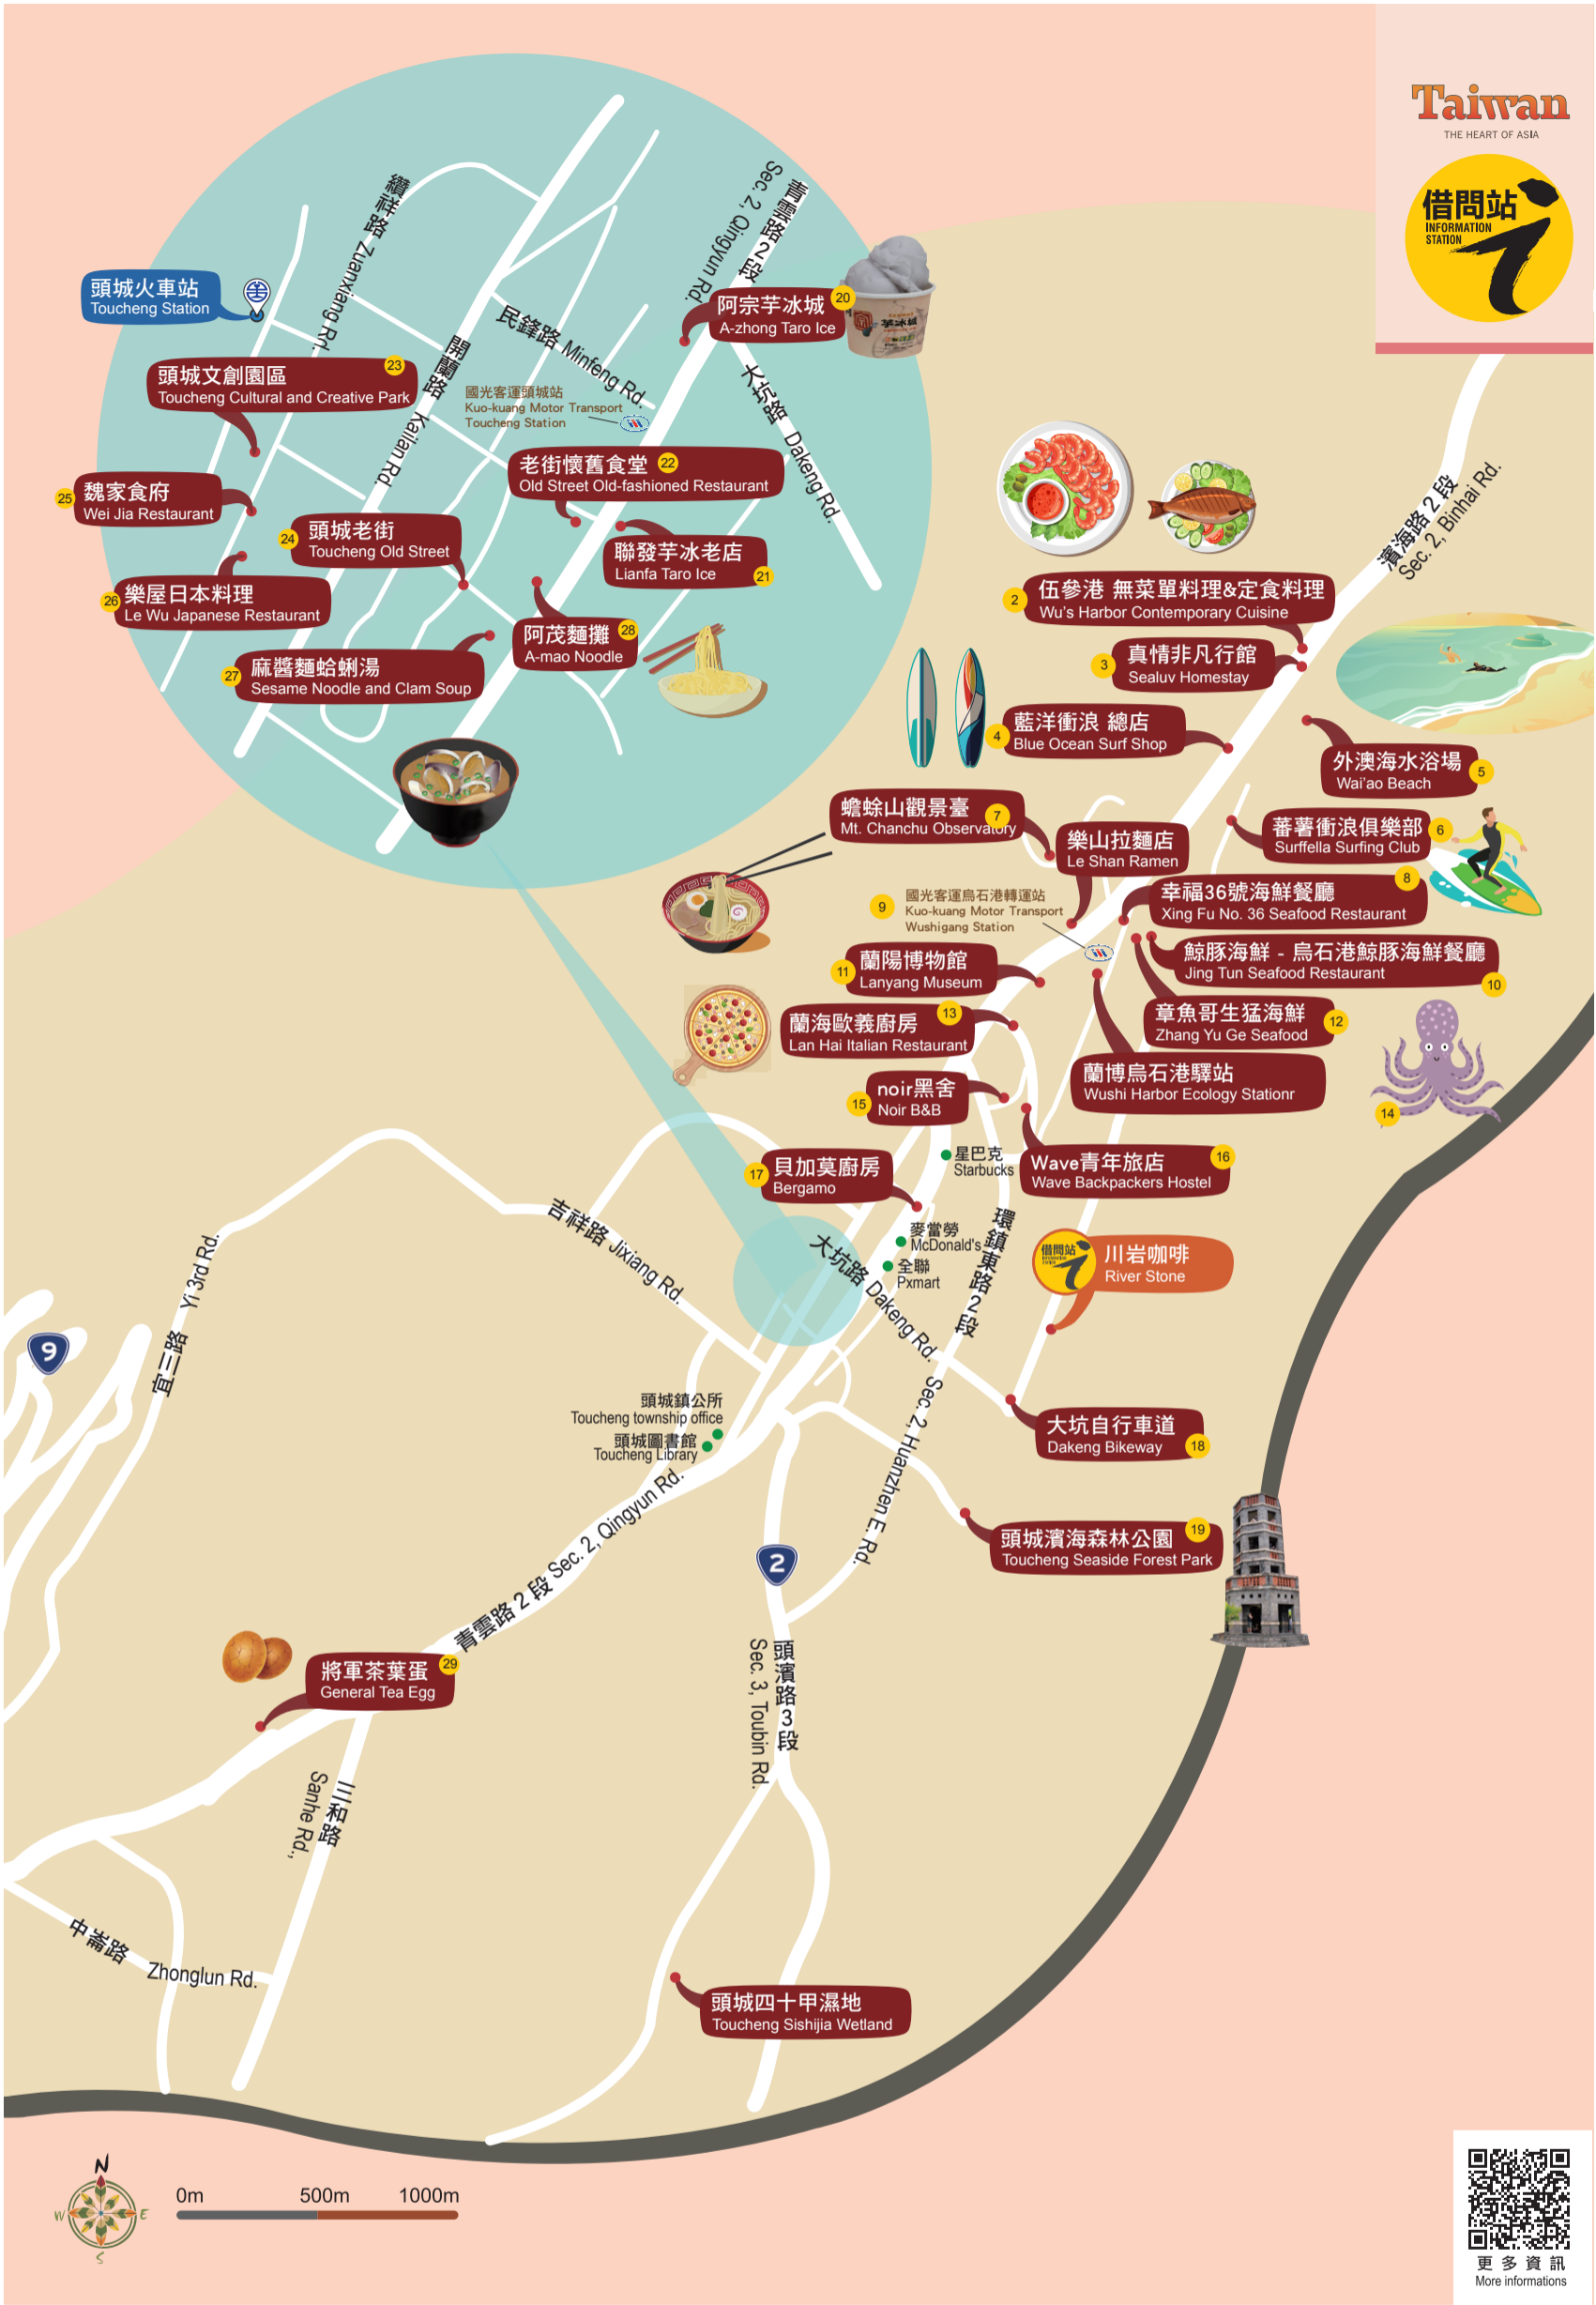 Taiwan
THE HEART OF ASIA
借問站
INFORMATION
STATION
纘祥路 Zuanxiang Rd.
青雲路2段
Sec. 2, Qingyun Rd.
頭城火車站
Toucheng Station
阿宗芋冰城 20
A-zhong Taro Ice
芋冰城
民鋒路 Minfeng Rd.
開蘭路 Kailan Rd.
大坑路 Dakeng Rd.
頭城文創園區 23
Toucheng Cultural and Creative Park
國光客運頭城站
Kuo-kuang Motor Transport
Toucheng Station
老街懷舊食堂 22
Old Street Old-fashioned Restaurant
25 魏家食府
Wei Jia Restaurant
24 頭城老街
Toucheng Old Street
聯發芋冰老店
Lianfa Taro Ice 21
26 樂屋日本料理
Le Wu Japanese Restaurant
阿茂麵攤 28
A-mao Noodle
27 麻醬麵蛤蜊湯
Sesame Noodle and Clam Soup
濱海路2段
Sec. 2, Binhai Rd.
2 伍參港 無菜單料理&定食料理
Wu's Harbor Contemporary Cuisine
3 真情非凡行館
Sealuv Homestay
4 藍洋衝浪 總店
Blue Ocean Surf Shop
外澳海水浴場 5
Wai'ao Beach
蟾蜍山觀景臺 7
Mt. Chanchu Observatory
蕃薯衝浪俱樂部 6
Surffella Surfing Club
樂山拉麵店
Le Shan Ramen
幸福36號海鮮餐廳 8
Xing Fu No. 36 Seafood Restaurant
9 國光客運烏石港轉運站
Kuo-kuang Motor Transport
Wushigang Station
鯨豚海鮮 - 烏石港鯨豚海鮮餐廳
Jing Tun Seafood Restaurant 10
11 蘭陽博物館
Lanyang Museum
章魚哥生猛海鮮 12
Zhang Yu Ge Seafood
蘭海歐義廚房 13
Lan Hai Italian Restaurant
蘭博烏石港驛站
Wushi Harbor Ecology Stationr
14
15 noir黑舍
Noir B&B
星巴克
Starbucks
Wave青年旅店 16
Wave Backpackers Hostel
17 貝加莫廚房
Bergamo
麥當勞
McDonald's
全聯
Pxmart
借問站
川岩咖啡
River Stone
吉祥路 Jixiang Rd.
大坑路 Dakeng Rd.
環鎮東路2段
Sec. 2, Huanzhen E. Rd.
宜三路 Yi 3rd Rd.
9
頭城鎮公所
Toucheng township office
頭城圖書館
Toucheng Library
大坑自行車道
Dakeng Bikeway 18
頭城濱海森林公園 19
Toucheng Seaside Forest Park
青雲路2段 Sec. 2, Qingyun Rd.
2
將軍茶葉蛋 29
General Tea Egg
頭濱路3段
Sec. 3, Toubin Rd.
三和路
Sanhe Rd.,
中崙路 Zhonglun Rd.
頭城四十甲濕地
Toucheng Sishijia Wetland
N
W E
S
0m 500m 1000m
更多資訊
More informations